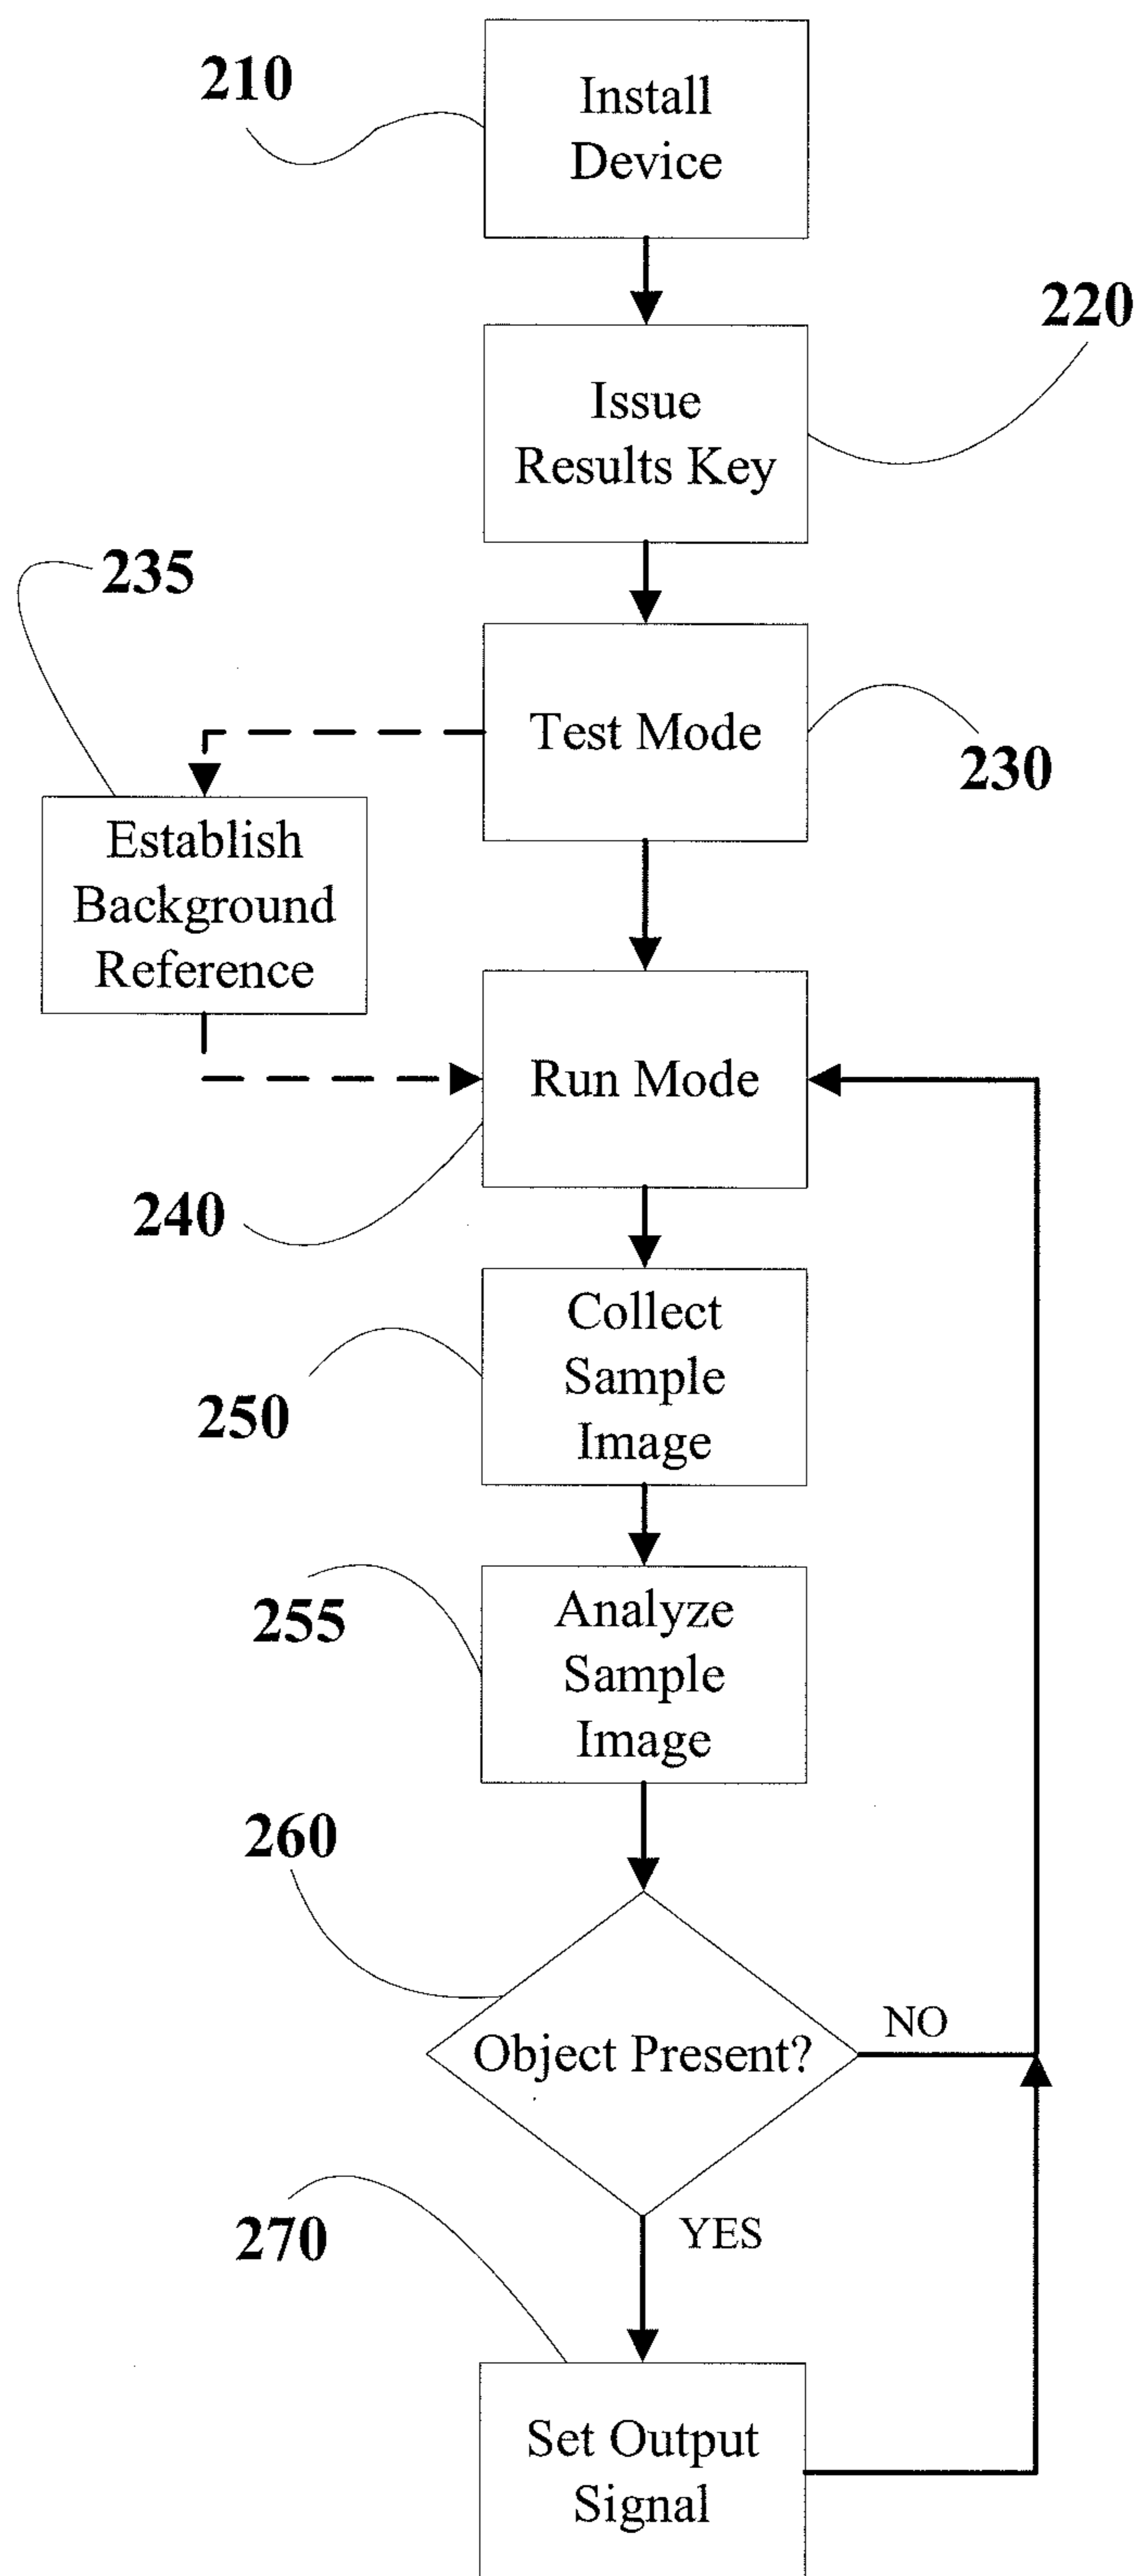 210
Install
Device
220
Issue
Results Key
235
Test Mode
230
Establish
Background
Reference
Run Mode
240
Collect
Sample
Image
250
Analyze
Sample
Image
255
260
Object Present?
NO
YES
270
Set Output
Signal